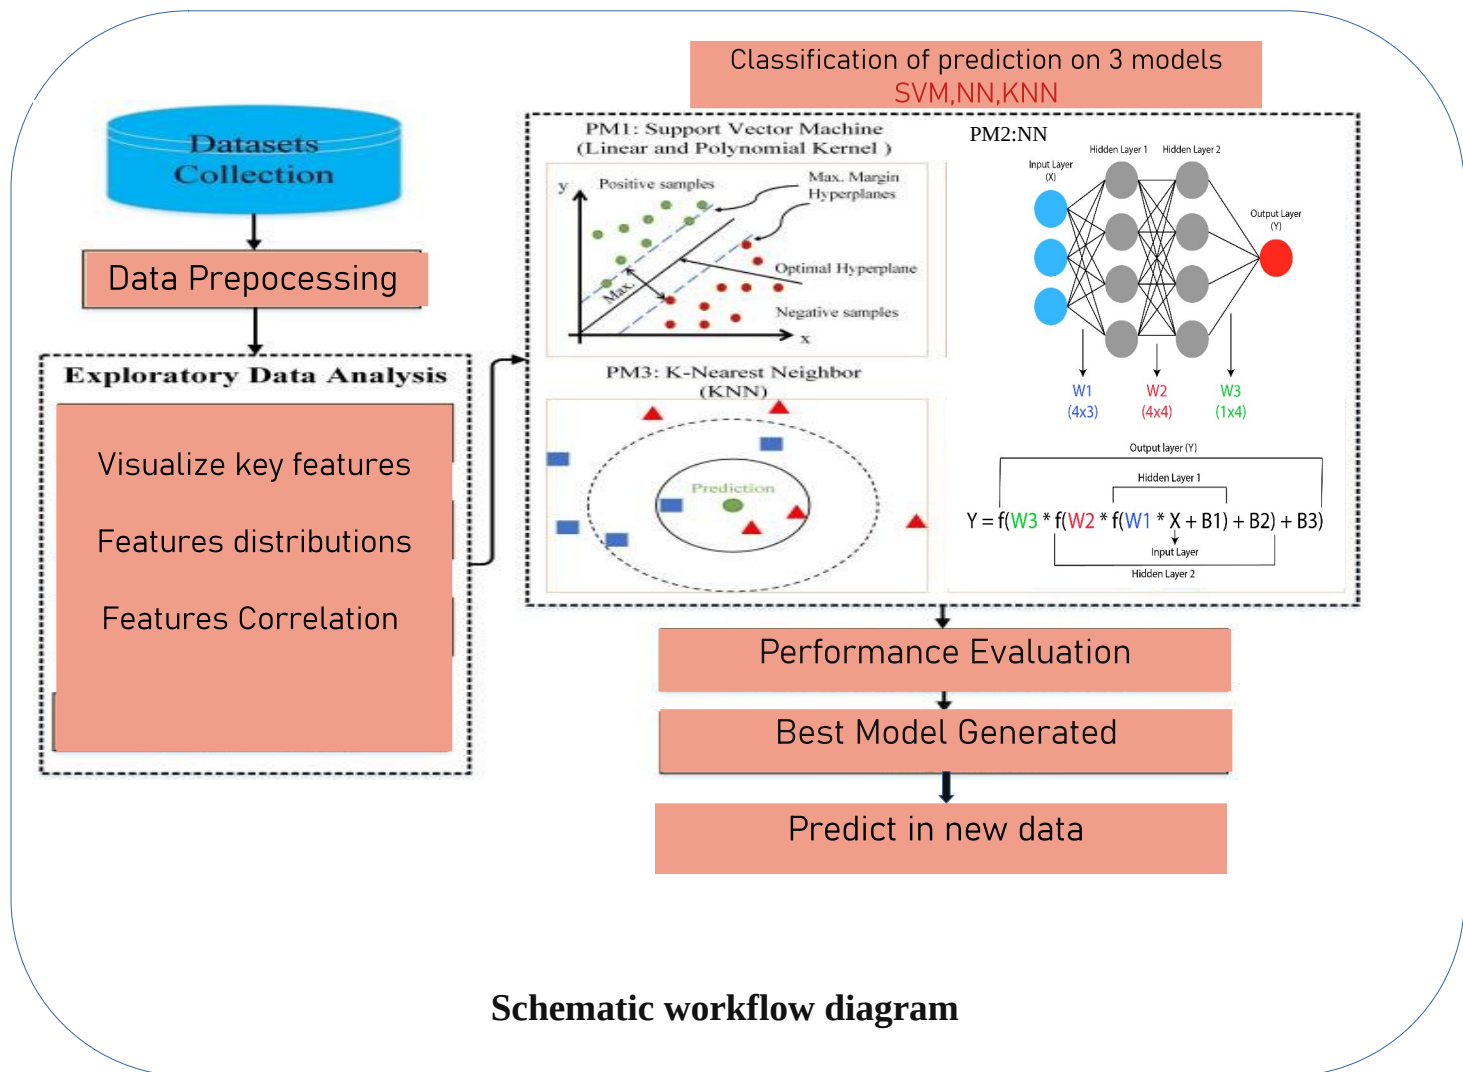 Classification of prediction on 3 models
SVM,NN,KNN
Datasets
Collection
Data Prepocessing
Exploratory Data Analysis
Visualize key features
Features distributions
Features Correlation
PM1: Support Vector Machine
(Linear and Polynomial Kernel )
y
Positive samples
Max. Margin
Hyperplanes
Optimal Hyperplane
Max.
Negative samples
x
PM2:NN
Hidden Layer 1
Hidden Layer 2
Input Layer
(X)
Output Layer
(Y)
W1
(4x3)
W2
(4x4)
W3
(1x4)
PM3: K-Nearest Neighbor
(KNN)
Prediction
Output layer (Y)
Hidden Layer 1
Y = f(W3 * f(W2 * f(W1 * X + B1) + B2) + B3)
Input Layer
Hidden Layer 2
Performance Evaluation
Best Model Generated
Predict in new data
Schematic workflow diagram